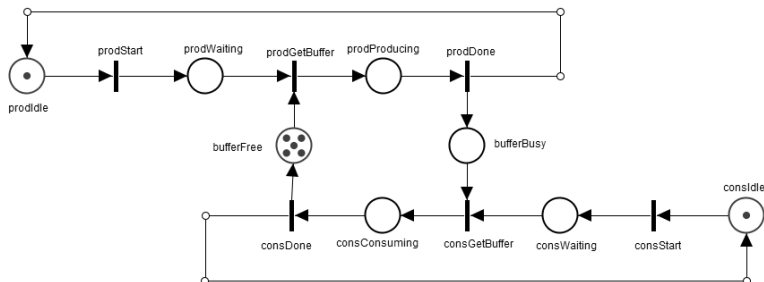 prodStart
prodWaiting
prodGetBuffer
prodProducing
prodDone
prodIdle
bufferFree
bufferBusy
consIdle
consDone
consConsuming
consGetBuffer
consWaiting
consStart